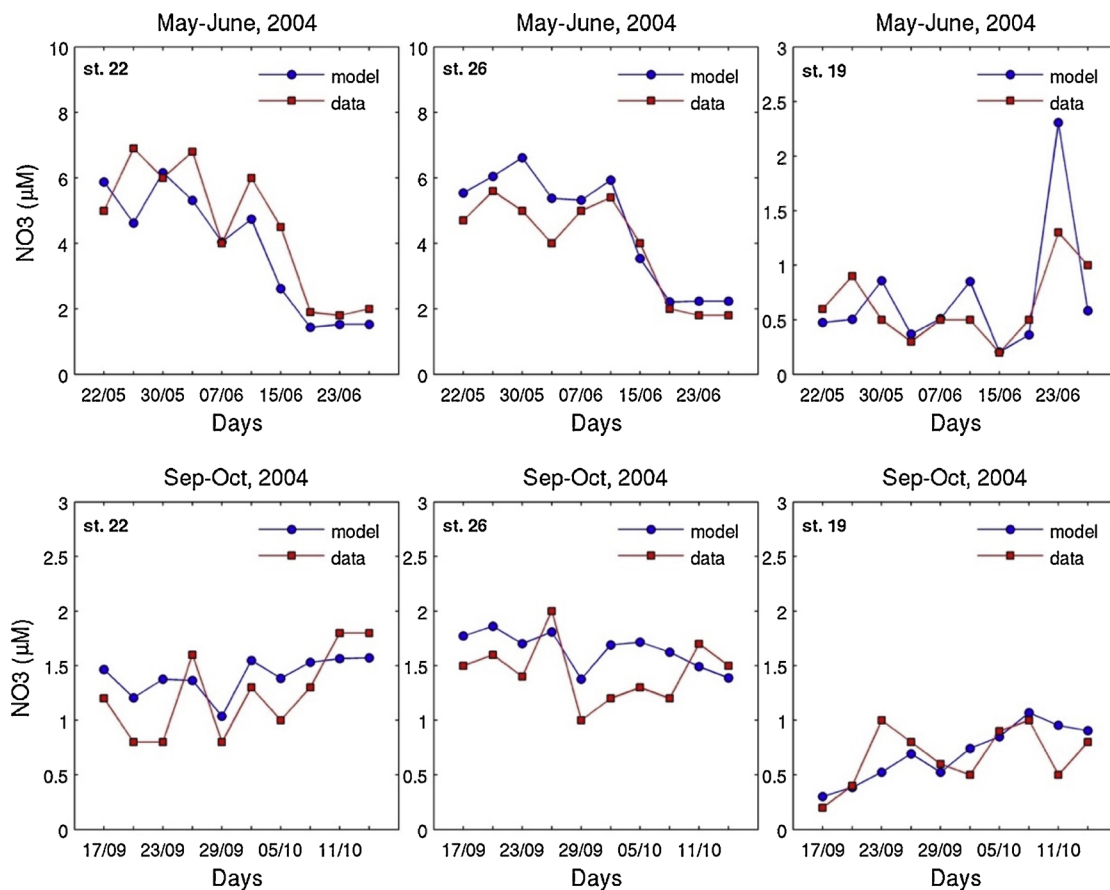 May-June, 2004
st. 22
model
data
10
8
6
4
2
0
NO3 (μM)
22/05 30/05 07/06 15/06 23/06
Days
May-June, 2004
st. 26
model
data
10
8
6
4
2
0
22/05 30/05 07/06 15/06 23/06
Days
May-June, 2004
st. 19
model
data
3
2.5
2
1.5
1
0.5
0
22/05 30/05 07/06 15/06 23/06
Days
Sep-Oct, 2004
st. 22
model
data
3
2.5
2
1.5
1
0.5
0
NO3 (μM)
17/09 23/09 29/09 05/10 11/10
Days
Sep-Oct, 2004
st. 26
model
data
3
2.5
2
1.5
1
0.5
0
17/09 23/09 29/09 05/10 11/10
Days
Sep-Oct, 2004
st. 19
model
data
3
2.5
2
1.5
1
0.5
0
17/09 23/09 29/09 05/10 11/10
Days